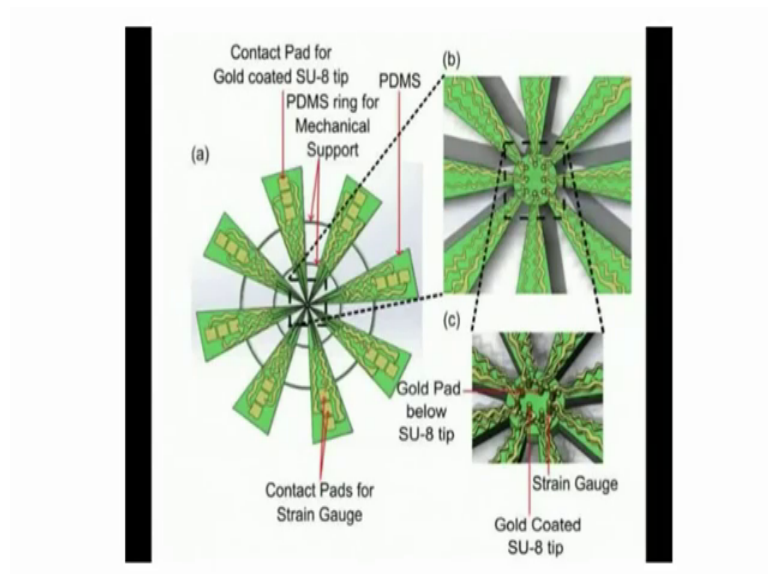 Contact Pad for
Gold coated SU-8 tip
PDMS
PDMS ring for
Mechanical
Support
(a)
(b)
(c)
Gold Pad
below
SU-8 tip
Contact Pads for
Strain Gauge
Strain Gauge
Gold Coated
SU-8 tip